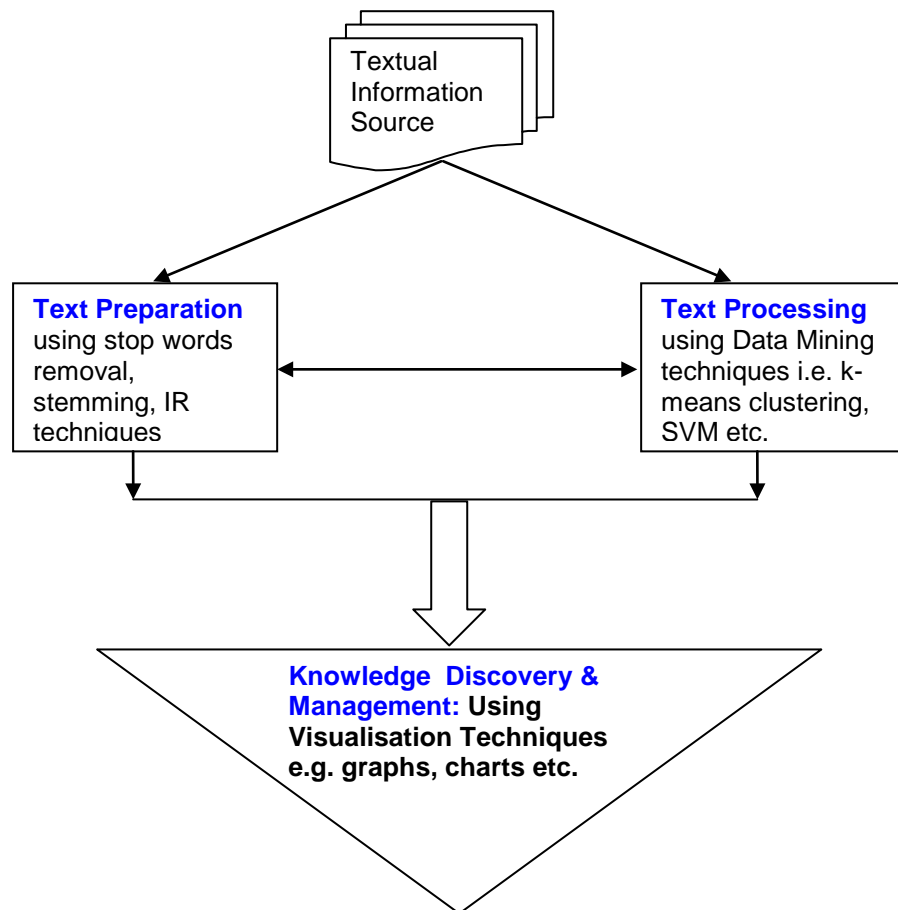 Textual
Information
Source
Text Preparation
using stop words
removal,
stemming, IR
techniques
Text Processing
using Data Mining
techniques i.e. k-
means clustering,
SVM etc.
Knowledge Discovery &
Management: Using
Visualisation Techniques
e.g. graphs, charts etc.